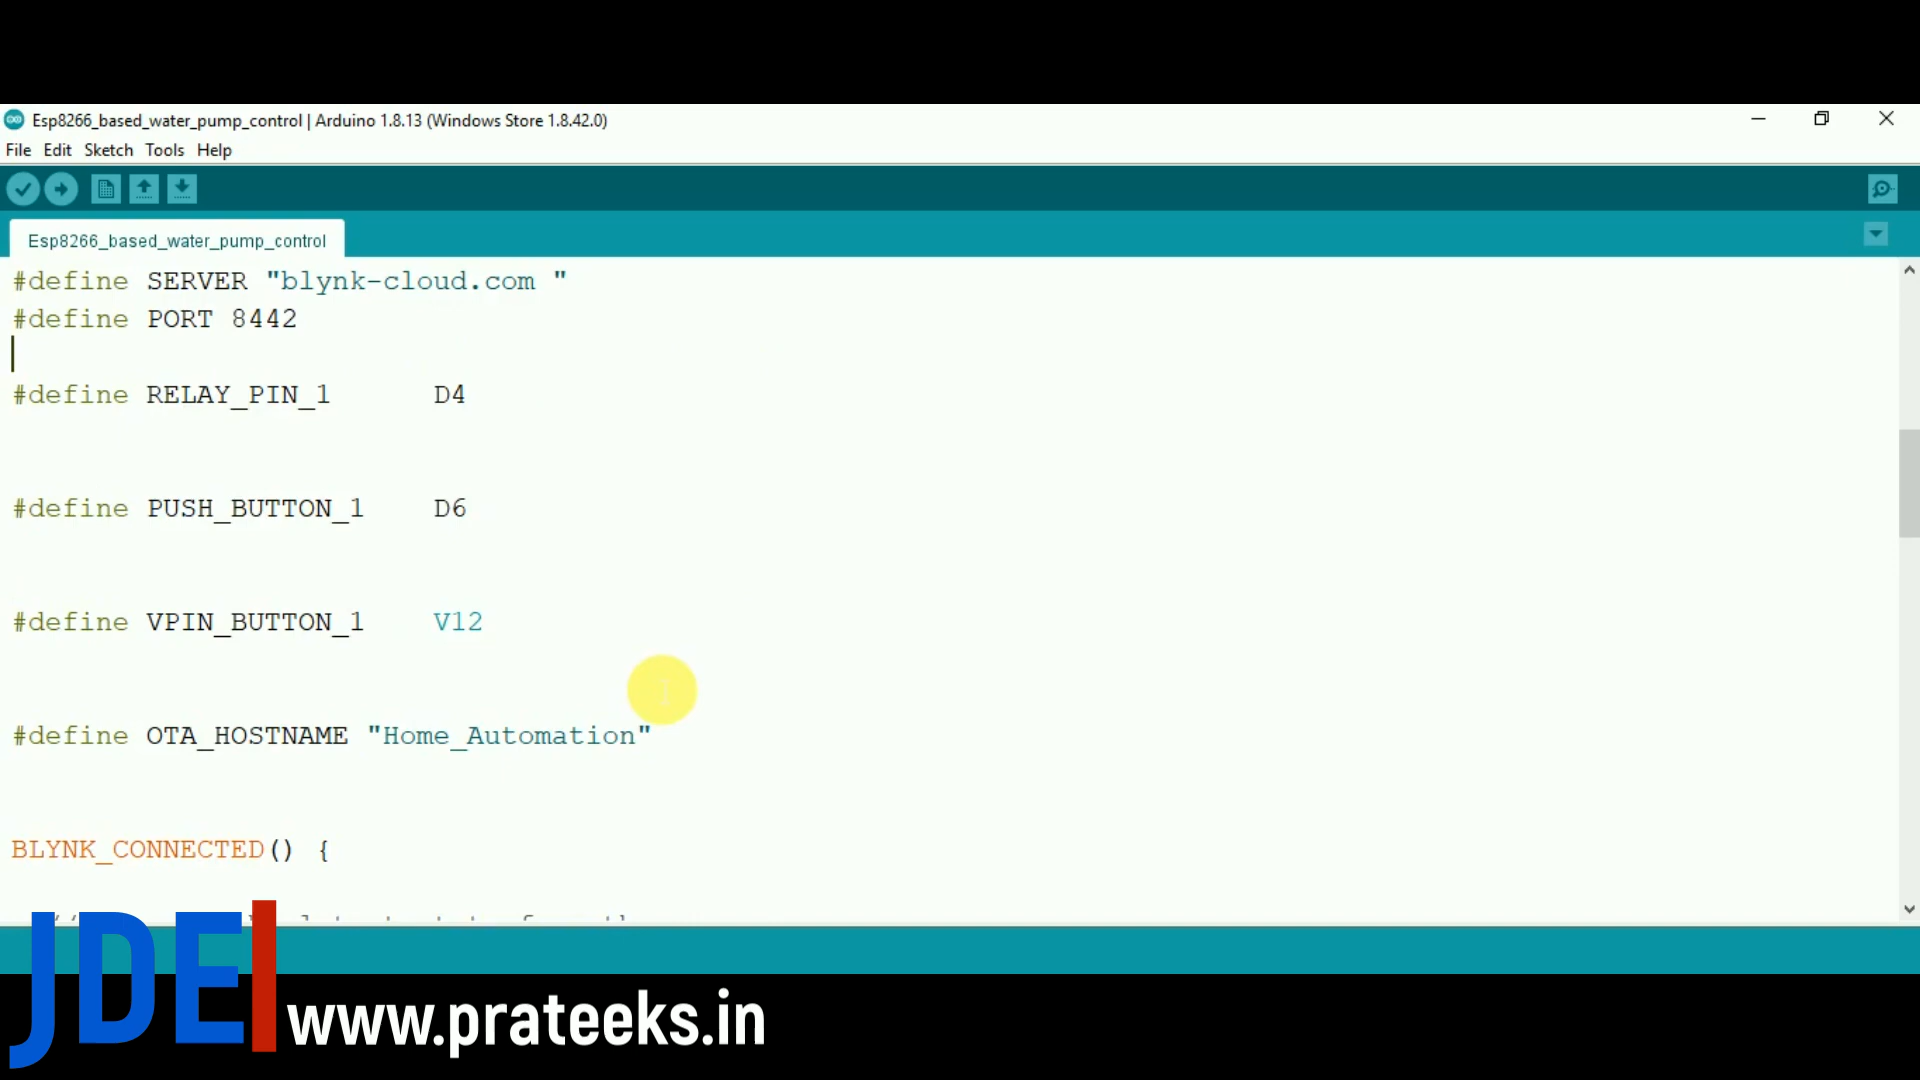 Esp8266_based_water_pump_control | Arduino 1.8.13 (Windows Store 1.8.42.0)
File Edit Sketch Tools Help
Esp8266_based_water_pump_control
#define SERVER "blynk-cloud.com "
#define PORT 8442
#define RELAY_PIN_1 D4
#define PUSH_BUTTON_1 D6
#define VPIN_BUTTON_1 V12
#define OTA_HOSTNAME "Home_Automation"
BLYNK_CONNECTED() {
JDE
www.prateeks.in